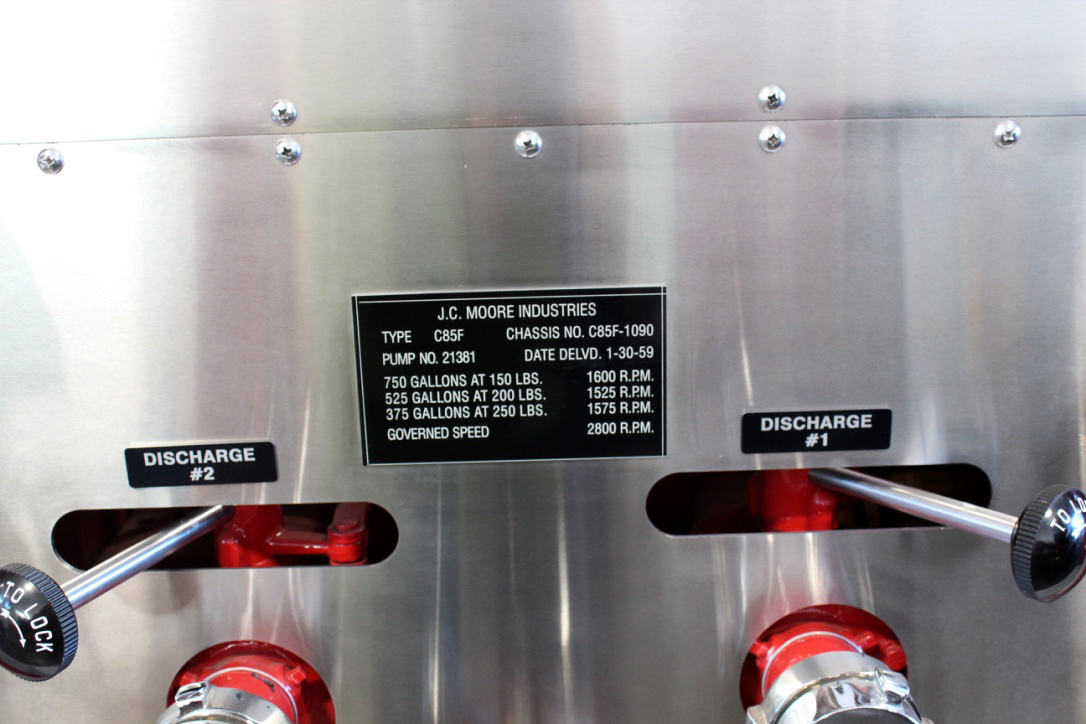 J.C. MOORE INDUSTRIES
TYPE C85F CHASSIS NO. C85F-1090
PUMP NO. 21381 DATE DELVD. 1-30-59
750 GALLONS AT 150 LBS. 1600 R.P.M.
525 GALLONS AT 200 LBS. 1525 R.P.M.
375 GALLONS AT 250 LBS. 1575 R.P.M.
GOVERNED SPEED 2800 R.P.M.
DISCHARGE
#1
DISCHARGE
#2
TO LOCK
TO